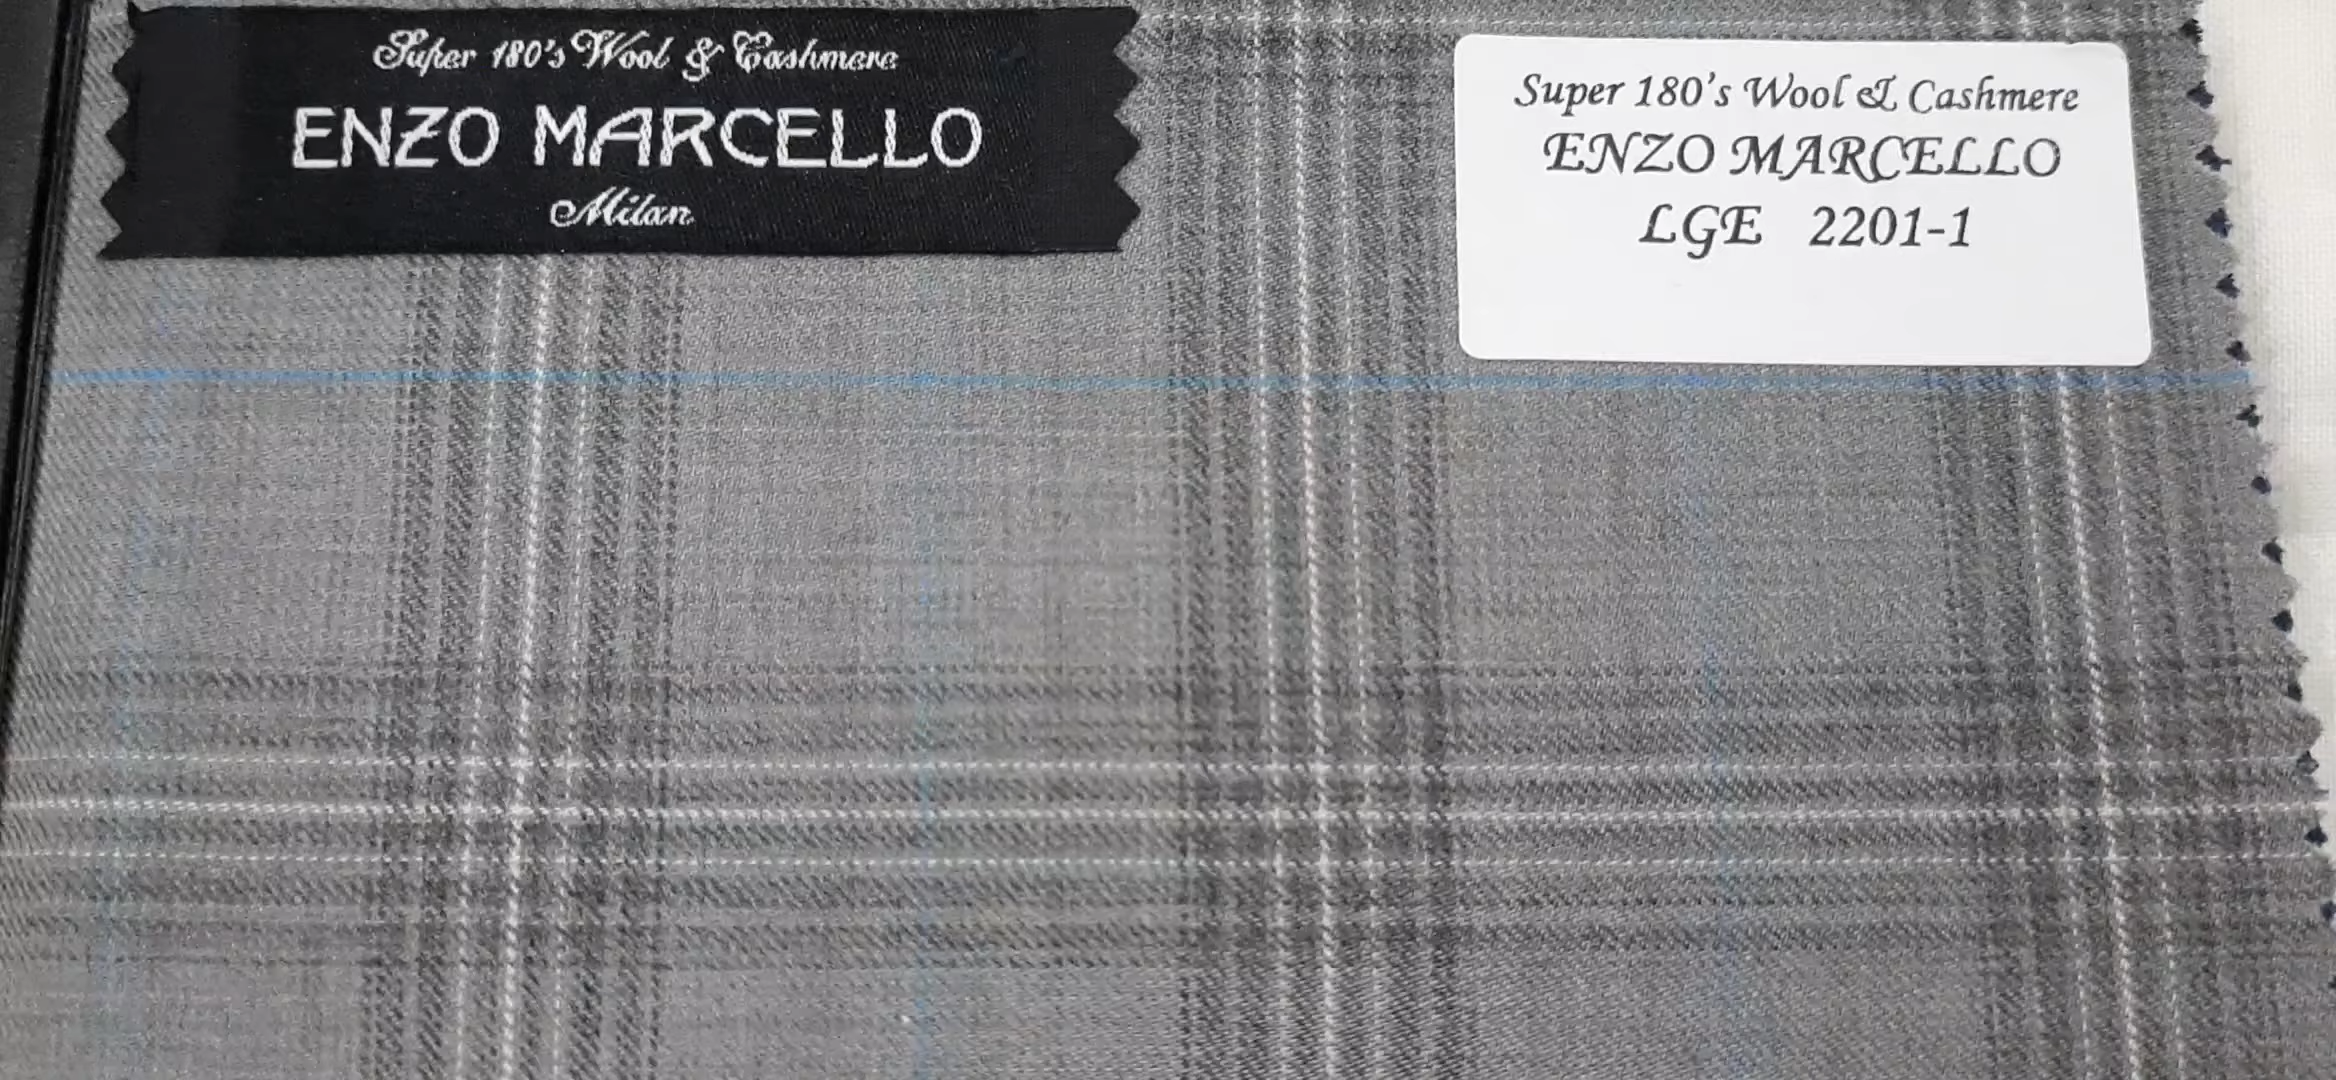 Super 180's Wool & Cashmere
ENZO MARCELLO
Milan
Super 180's Wool & Cashmere
ENZO MARCELLO
LGE 2201-1